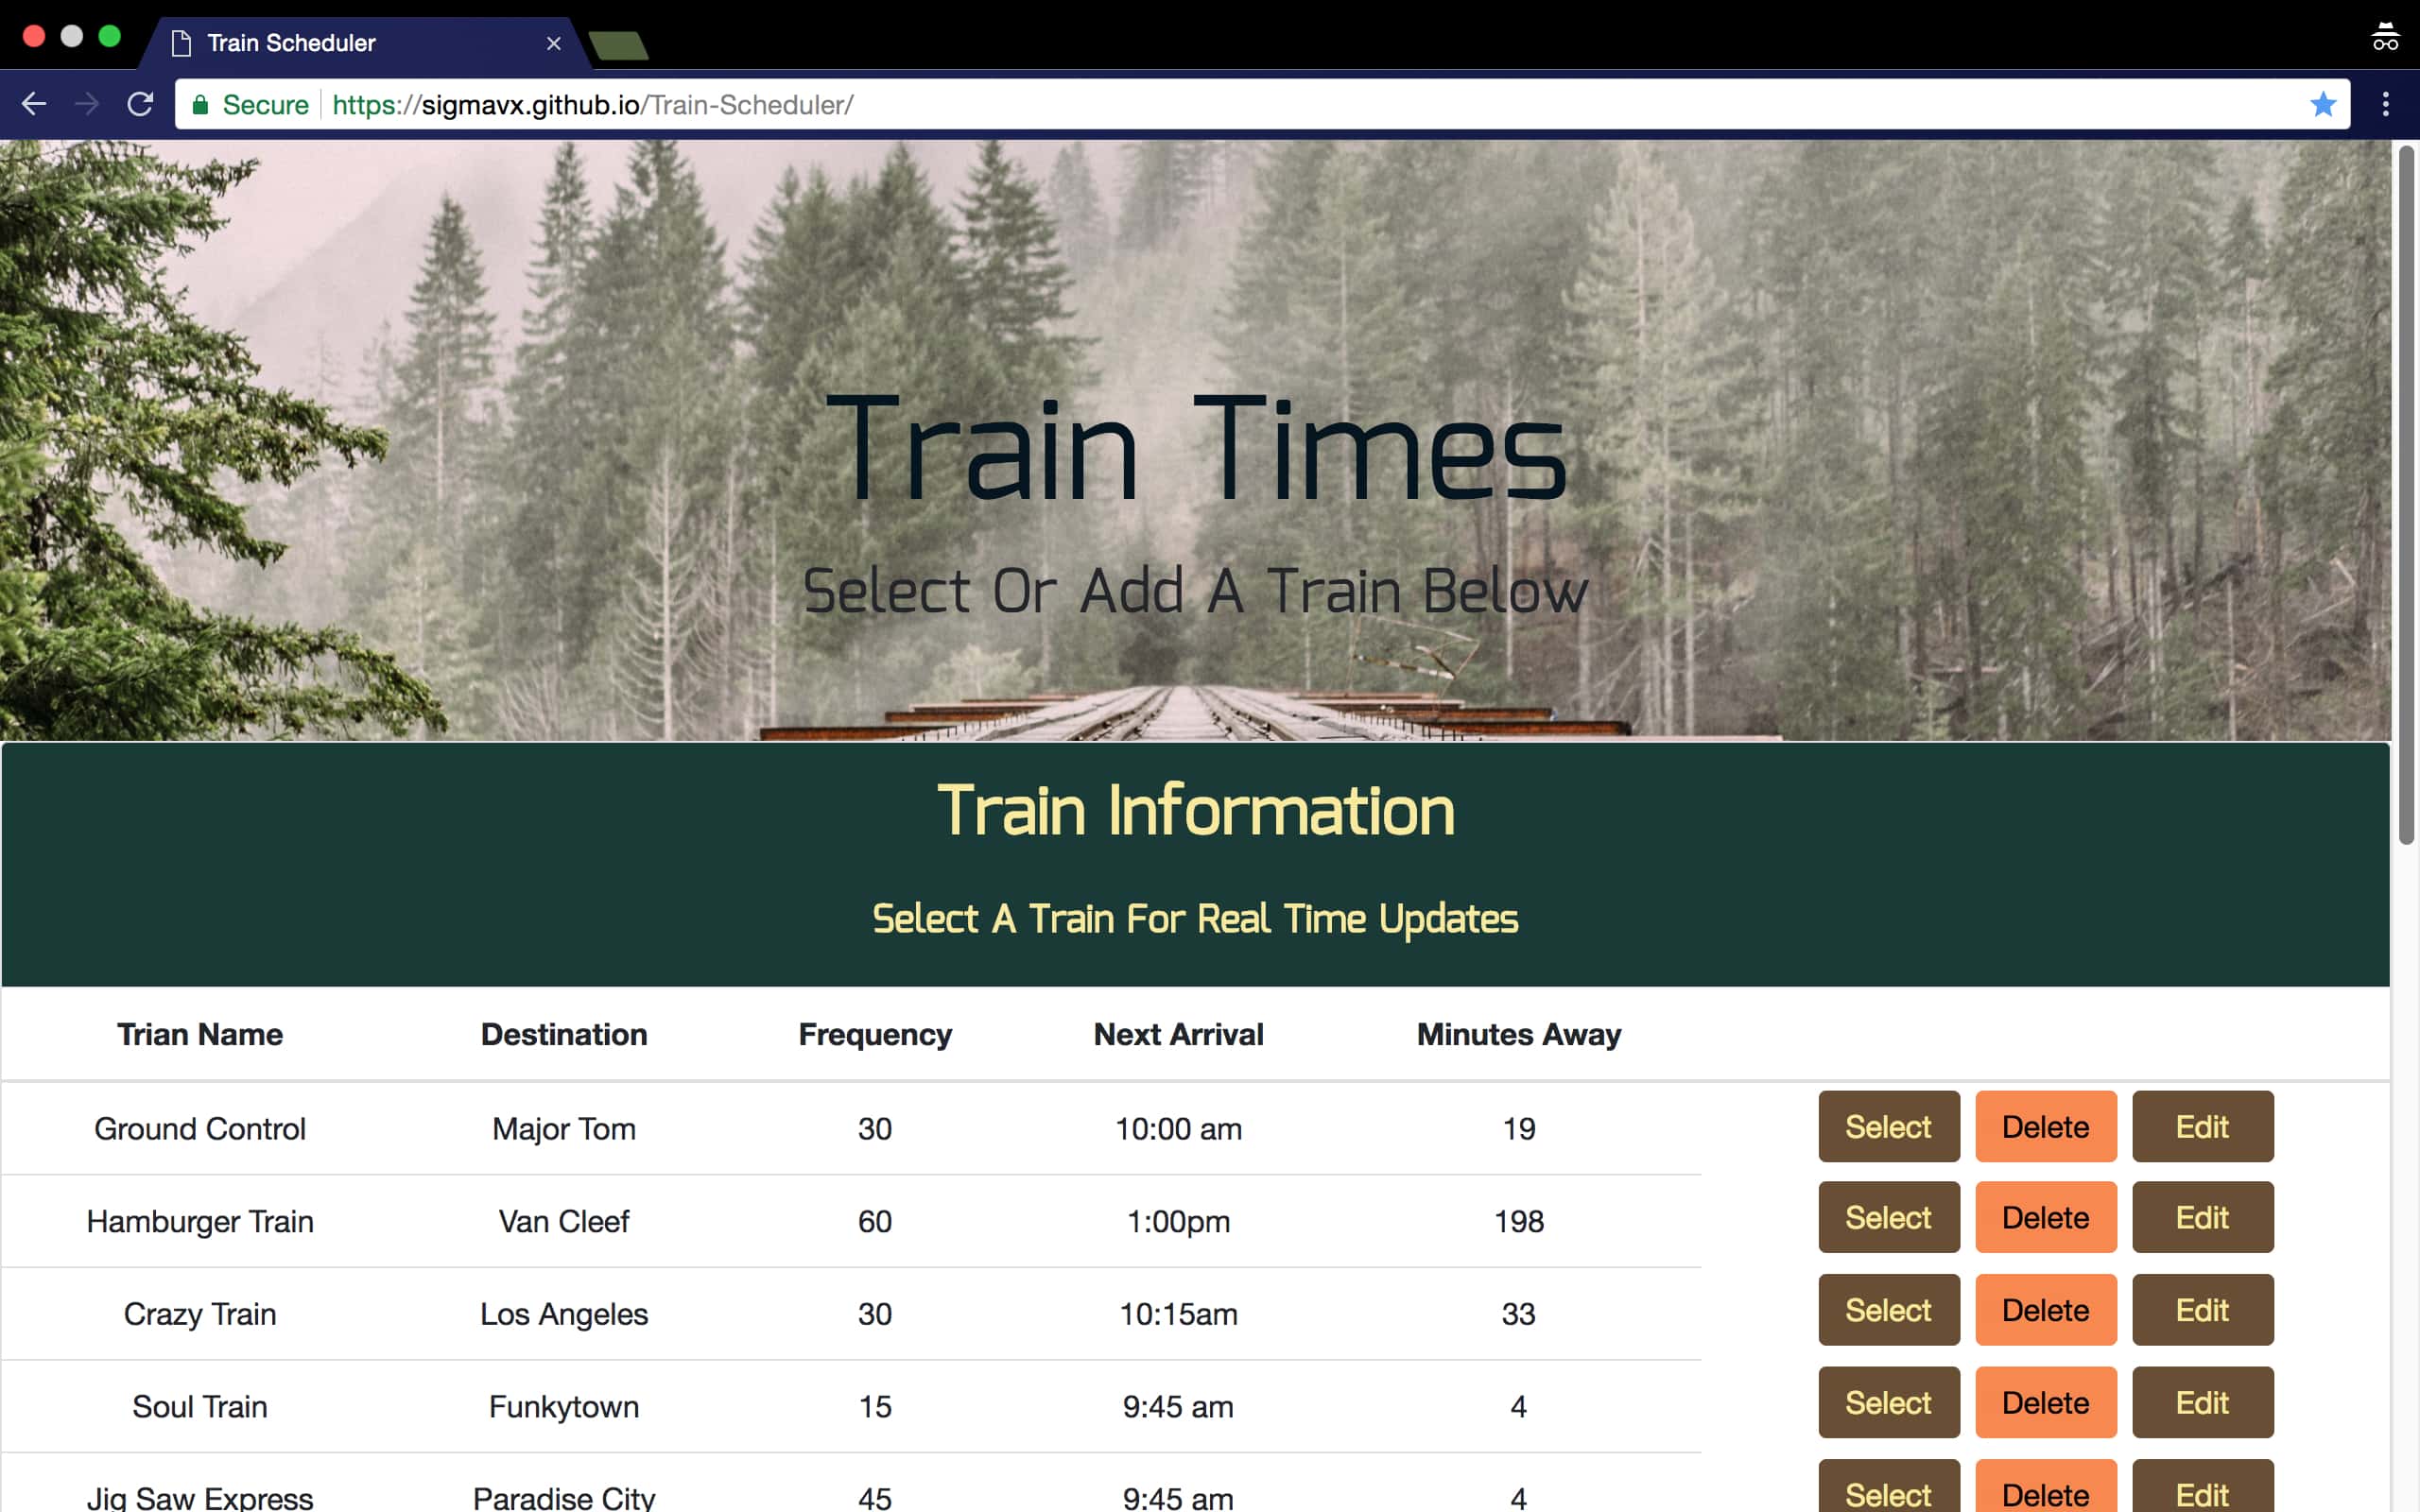 Train Scheduler
Secure https://sigmavx.github.io/Train-Scheduler/
Train Times
Select Or Add A Train Below
Train Information
Select A Train For Real Time Updates
Trian Name Destination Frequency Next Arrival Minutes Away
Ground Control Major Tom 30 10:00 am 19 Select Delete Edit
Hamburger Train Van Cleef 60 1:00pm 198 Select Delete Edit
Crazy Train Los Angeles 30 10:15am 33 Select Delete Edit
Soul Train Funkytown 15 9:45 am 4 Select Delete Edit
Jig Saw Express Paradise City 45 9:45 am 4 Select Delete Edit